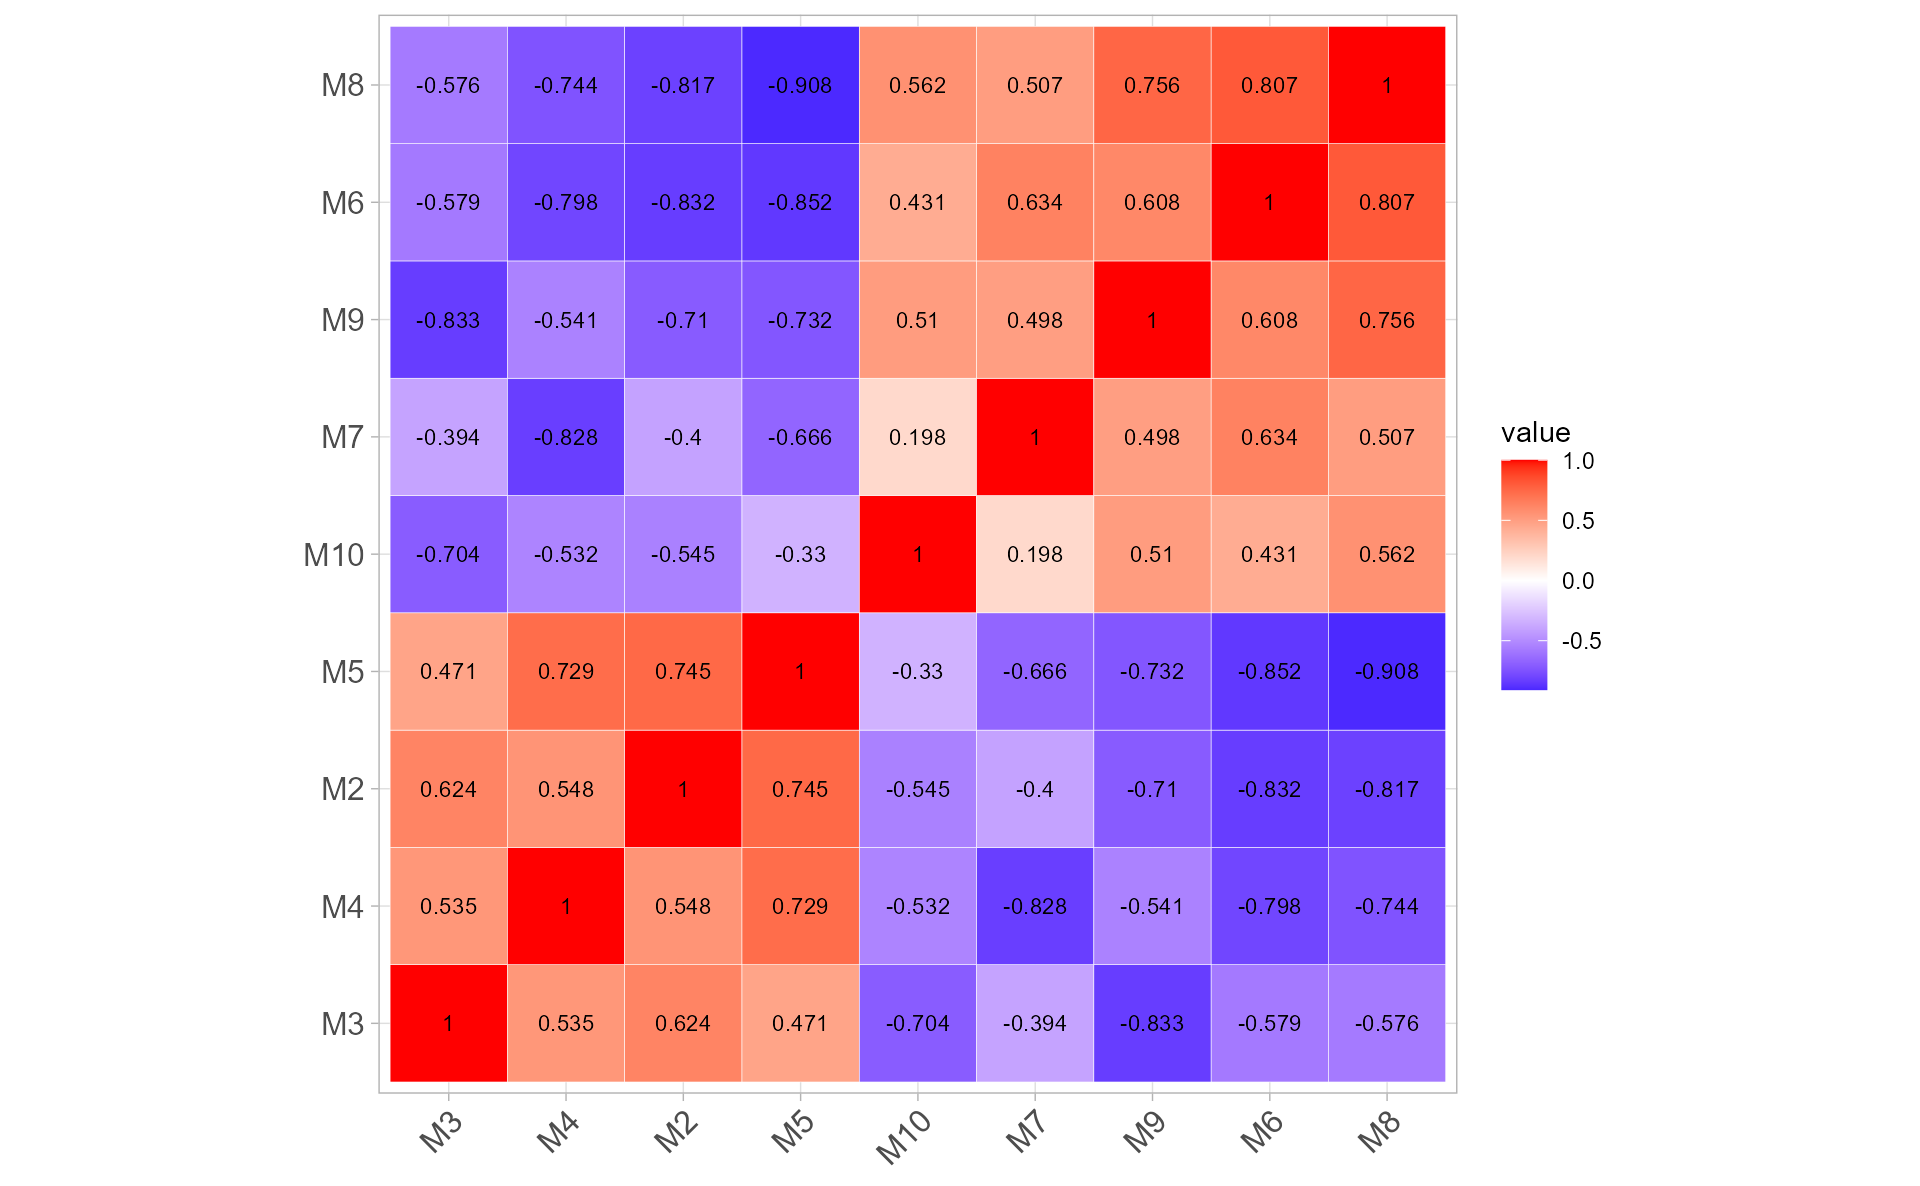 M8 -0.576 -0.744 -0.817 -0.908 0.562 0.507 0.756 0.807 1
M6 -0.579 -0.798 -0.832 -0.852 0.431 0.634 0.608 1 0.807
M9 -0.833 -0.541 -0.71 -0.732 0.51 0.498 1 0.608 0.756
M7 -0.394 -0.828 -0.4 -0.666 0.198 1 0.498 0.634 0.507
M10 -0.704 -0.532 -0.545 -0.33 1 0.198 0.51 0.431 0.562
M5 0.471 0.729 0.745 1 -0.33 -0.666 -0.732 -0.852 -0.908
M2 0.624 0.548 1 0.745 -0.545 -0.4 -0.71 -0.832 -0.817
M4 0.535 1 0.548 0.729 -0.532 -0.828 -0.541 -0.798 -0.744
M3 1 0.535 0.624 0.471 -0.704 -0.394 -0.833 -0.579 -0.576
M3 M4 M2 M5 M10 M7 M9 M6 M8
value
1.0
0.5
0.0
-0.5